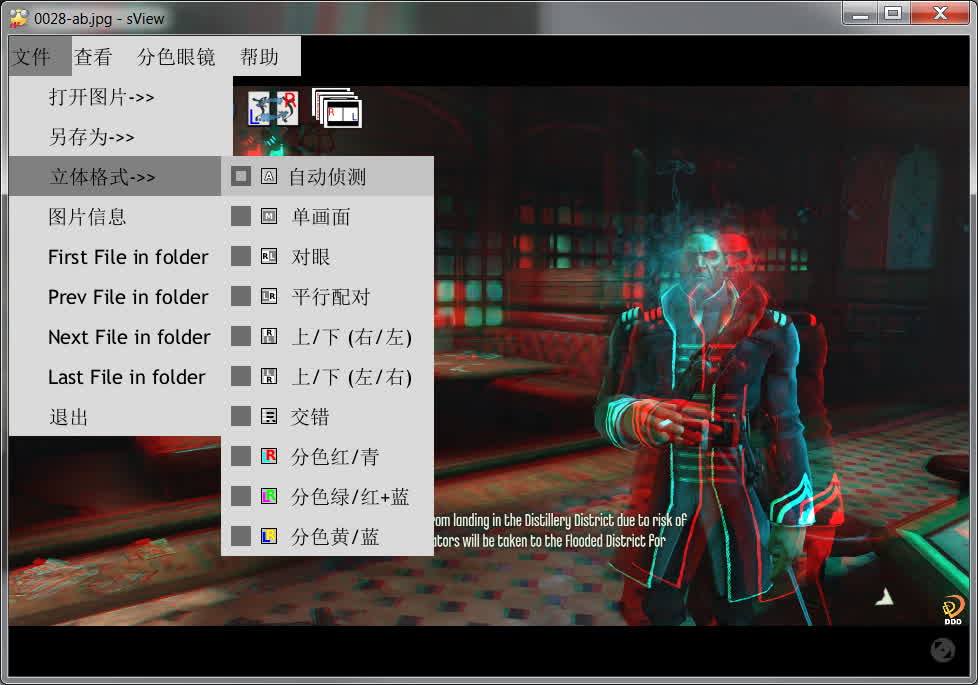 0028-ab.jpg - sView
文件 查看 分色眼镜 帮助
打开图片->>
另存为->>
立体格式->>
图片信息
First File in folder
Prev File in folder
Next File in folder
Last File in folder
退出
自动侦测
单画面
对眼
平行配对
上/下 (右/左)
上/下 (左/右)
交错
分色红/青
分色绿/红+蓝
分色黄/蓝
om landing in the Distillery District due to risk of
ators will be taken to the Flooded District for
DDO